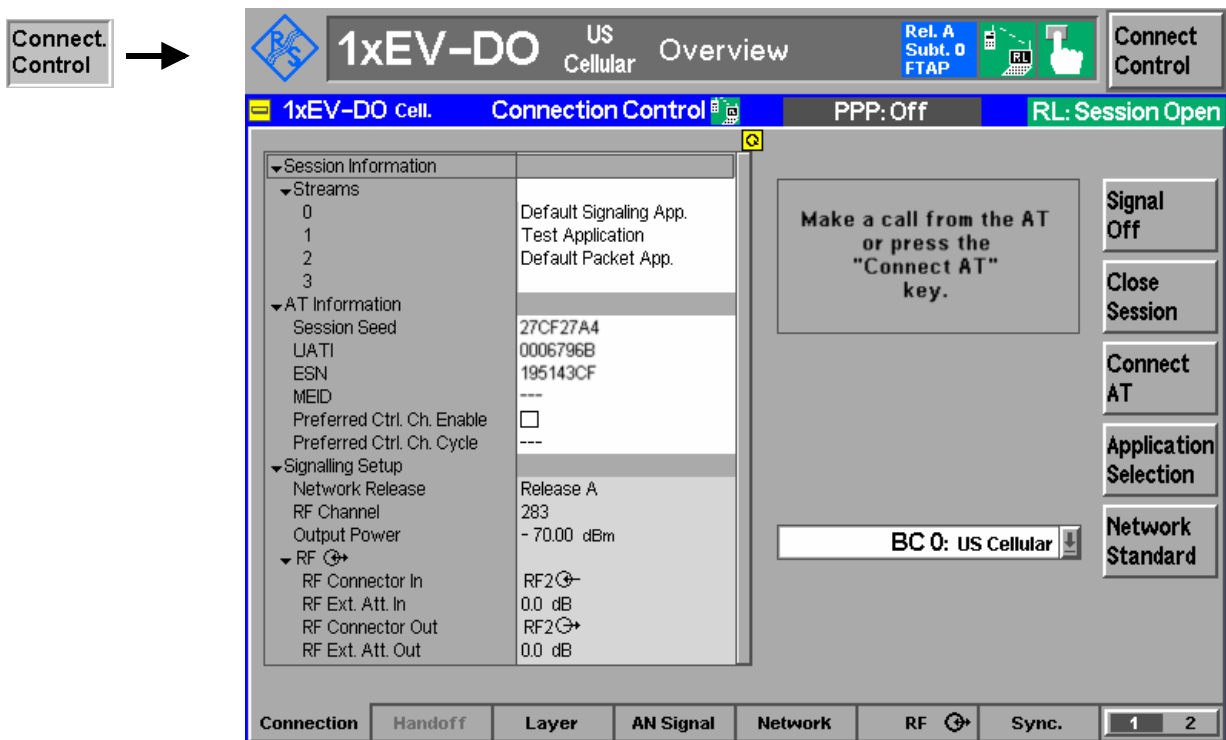 Connect.
Control
R/S
1xEV-DO
US
Cellular
Overview
Rel. A
Subt. 0
FTAP
RL
Connect
Control
1xEV-DO Cell.
Connection Control
PPP: Off
RL: Session Open
Session Information
Streams
0 Default Signaling App.
1 Test Application
2 Default Packet App.
3
AT Information
Session Seed 27CF27A4
UATI 0006796B
ESN 195143CF
MEID ---
Preferred Ctrl. Ch. Enable
Preferred Ctrl. Ch. Cycle ---
Signalling Setup
Network Release Release A
RF Channel 283
Output Power - 70.00 dBm
RF
RF Connector In RF2
RF Ext. Att. In 0.0 dB
RF Connector Out RF2
RF Ext. Att. Out 0.0 dB
Make a call from the AT
or press the
"Connect AT"
key.
BC 0: US Cellular
Signal
Off
Close
Session
Connect
AT
Application
Selection
Network
Standard
Connection Handoff Layer AN Signal Network RF Sync. 1 2